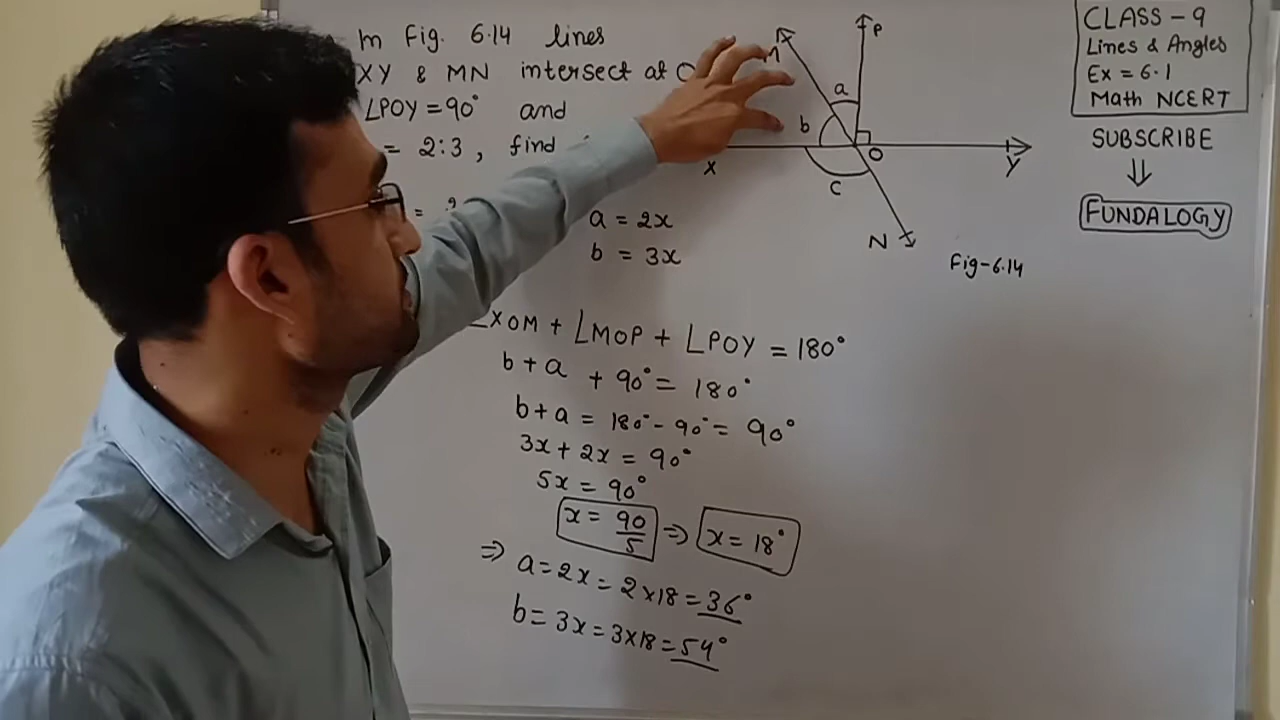 In Fig. 6.14 lines
XY & MN intersect at O
∠POY = 90° and
= 2:3, find
=
a = 2x
b = 3x
∠XOM + ∠MOP + ∠POY = 180°
b + a + 90° = 180°
b + a = 180° - 90° = 90°
3x + 2x = 90°
5x = 90°
x = 90/5 ⇒ x = 18°
⇒ a = 2x = 2×18 = 36°
b = 3x = 3×18 = 54°
M
P
a
b
X
O
Y
c
N
Fig-6.14
CLASS - 9
Lines & Angles
Ex = 6.1
Math NCERT
SUBSCRIBE
⇓
FUNDALOGY